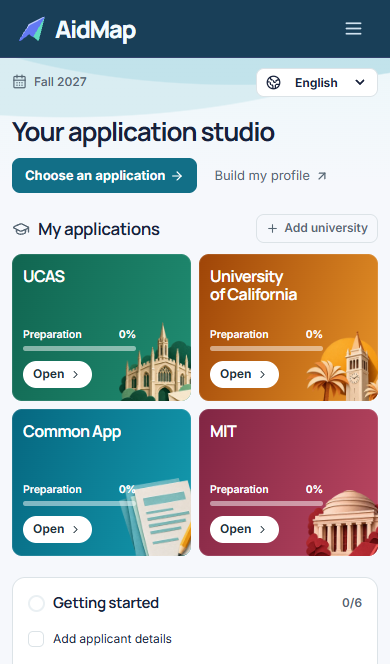 AidMap
Fall 2027
English
Your application studio
Choose an application
Build my profile
My applications
Add university
UCAS
Preparation 0%
Open
University
of California
Preparation 0%
Open
Common App
Preparation 0%
Open
MIT
Preparation 0%
Open
Getting started 0/6
Add applicant details